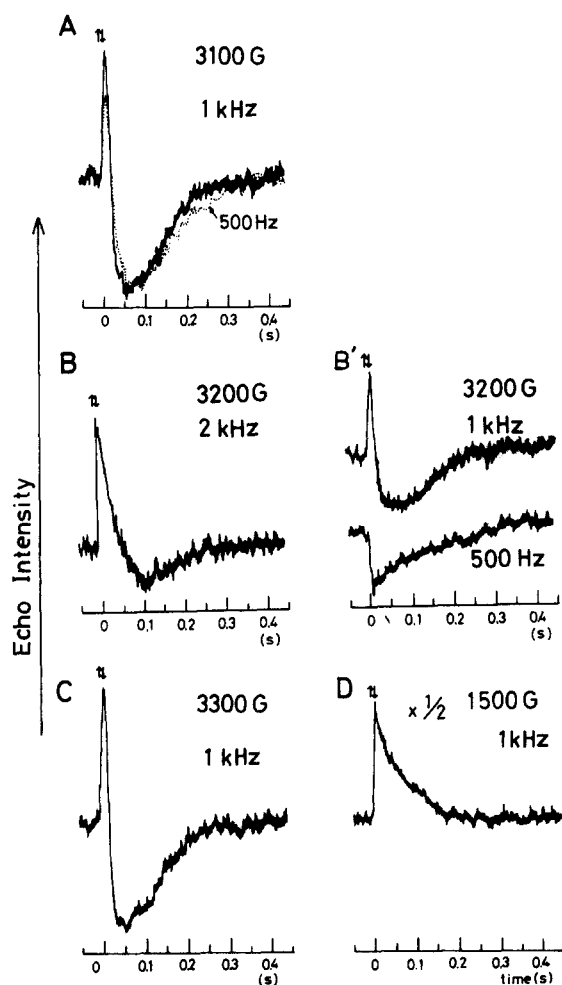 A
⇅
3100 G
1 kHz
500 Hz
0 0.1 0.2 0.3 0.4
(s)
Echo Intensity
B
⇅
3200 G
2 kHz
0 0.1 0.2 0.3 0.4
(s)
B'
⇅
3200 G
1 kHz
500 Hz
0 0.1 0.2 0.3 0.4
(s)
C
⇅
3300 G
1 kHz
0 0.1 0.2 0.3 0.4
(s)
D
⇅
× 1/2 1500 G
1 kHz
0 0.1 0.2 0.3 0.4
time (s)